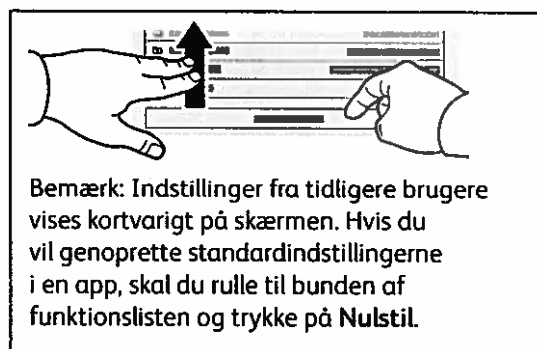 Bemærk: Indstillinger fra tidligere brugere
vises kortvarigt på skærmen. Hvis du
vil genoprette standardindstillingerne
i en app, skal du rulle til bunden af
funktionslisten og trykke på Nulstil.